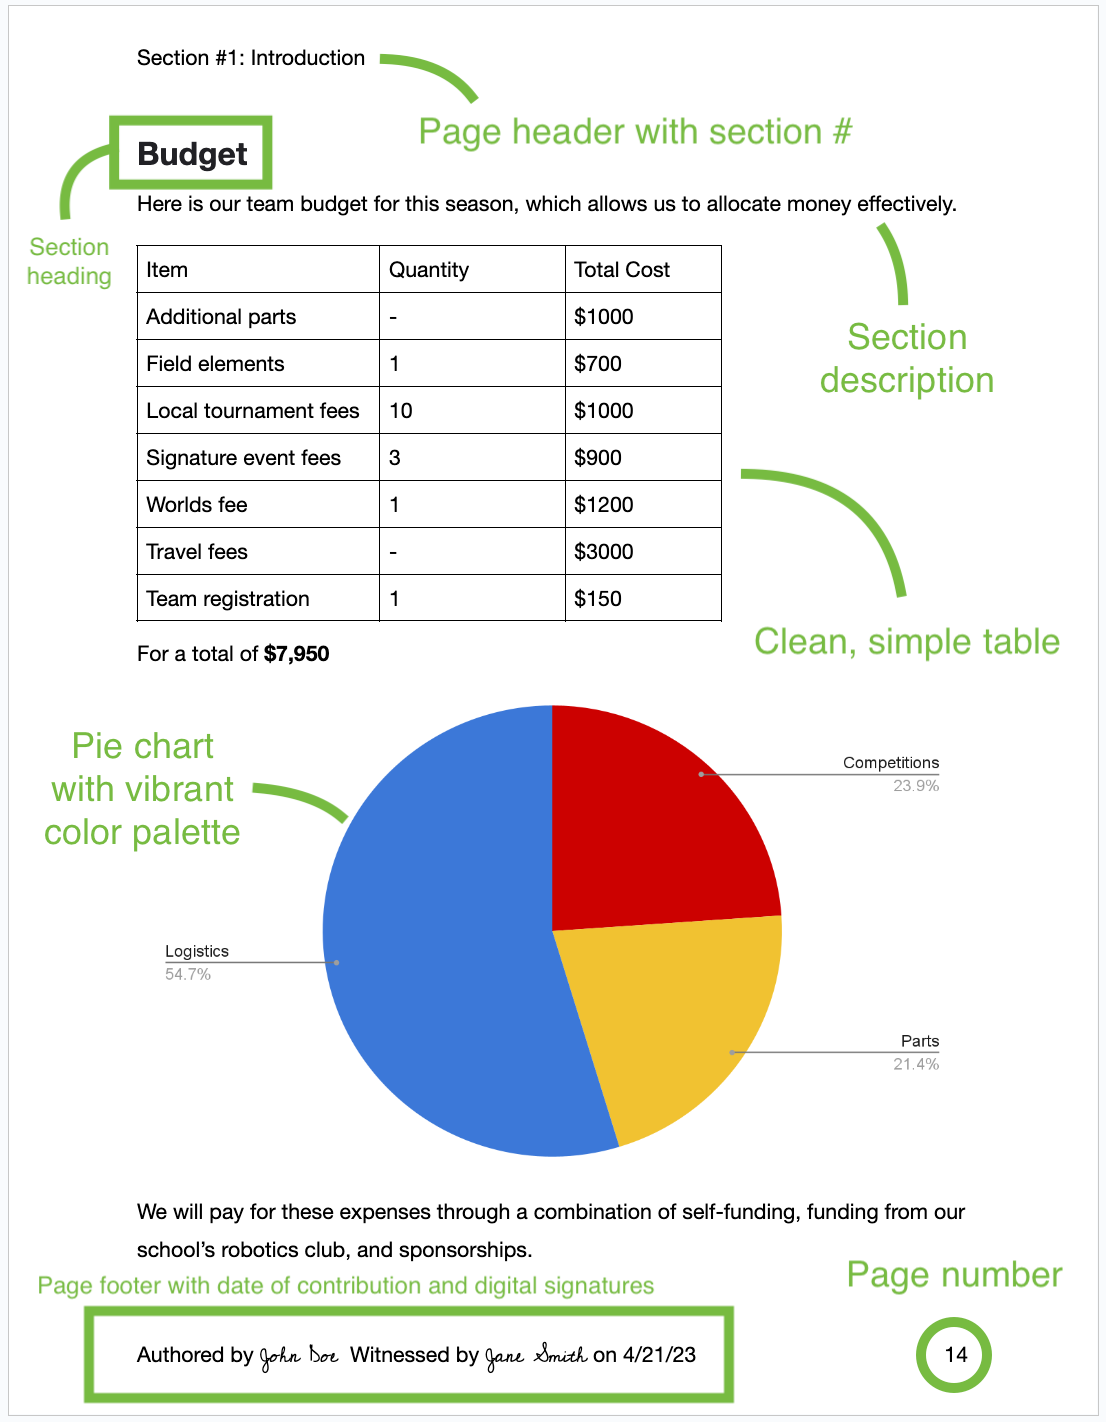 Section #1: Introduction
Page header with section #
Budget
Here is our team budget for this season, which allows us to allocate money effectively.
Section
heading
Item Quantity Total Cost
Additional parts - $1000
Field elements 1 $700
Local tournament fees 10 $1000
Signature event fees 3 $900
Worlds fee 1 $1200
Travel fees - $3000
Team registration 1 $150
Section
description
Clean, simple table
For a total of $7,950
Pie chart
with vibrant
color palette
Competitions
23.9%
Logistics
54.7%
Parts
21.4%
We will pay for these expenses through a combination of self-funding, funding from our
school’s robotics club, and sponsorships.
Page footer with date of contribution and digital signatures
Page number
Authored by John Doe Witnessed by Jane Smith on 4/21/23
14